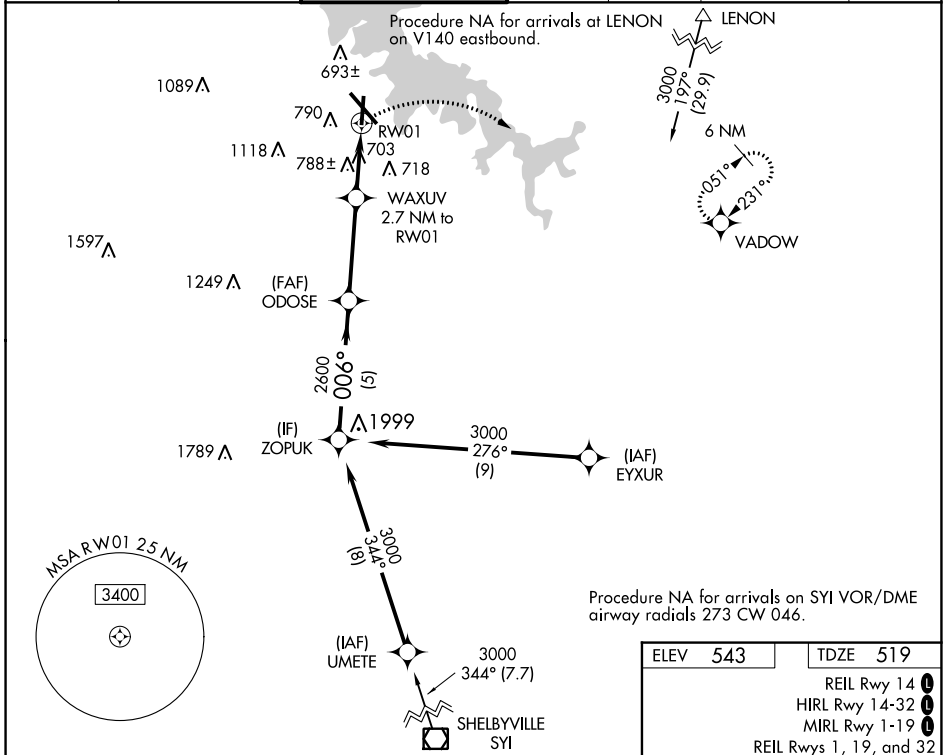 Procedure NA for arrivals at LENON
on V140 eastbound.
LENON
3000
197°
(29.9)
693±
1089
790
RW01
6 NM
1118
703
788±
718
051°
231°
WAXUV
2.7 NM to
RW01
VADOW
1597
1249
(FAF)
ODOSE
2600
006°
(5)
1999
(IF)
ZOPUK
1789
3000
276°
(9)
(IAF)
EYXUR
3000
344°
(8)
MSA RW01 25 NM
3400
Procedure NA for arrivals on SYI VOR/DME
airway radials 273 CW 046.
(IAF)
UMETE
3000
344° (7.7)
SHELBYVILLE
SYI
ELEV 543
TDZE 519
REIL Rwy 14 L
HIRL Rwy 14-32 L
MIRL Rwy 1-19 L
REIL Rwys 1, 19, and 32